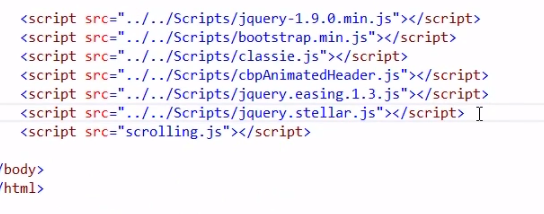 <script src="../../Scripts/jquery-1.9.0.min.js"></script>
<script src="../../Scripts/bootstrap.min.js"></script>
<script src="../../Scripts/classie.js"></script>
<script src="../../Scripts/cbpAnimatedHeader.js"></script>
<script src="../../Scripts/jquery.easing.1.3.js"></script>
<script src="../../Scripts/jquery.stellar.js"></script>
<script src="scrolling.js"></script>
/body>
/html>